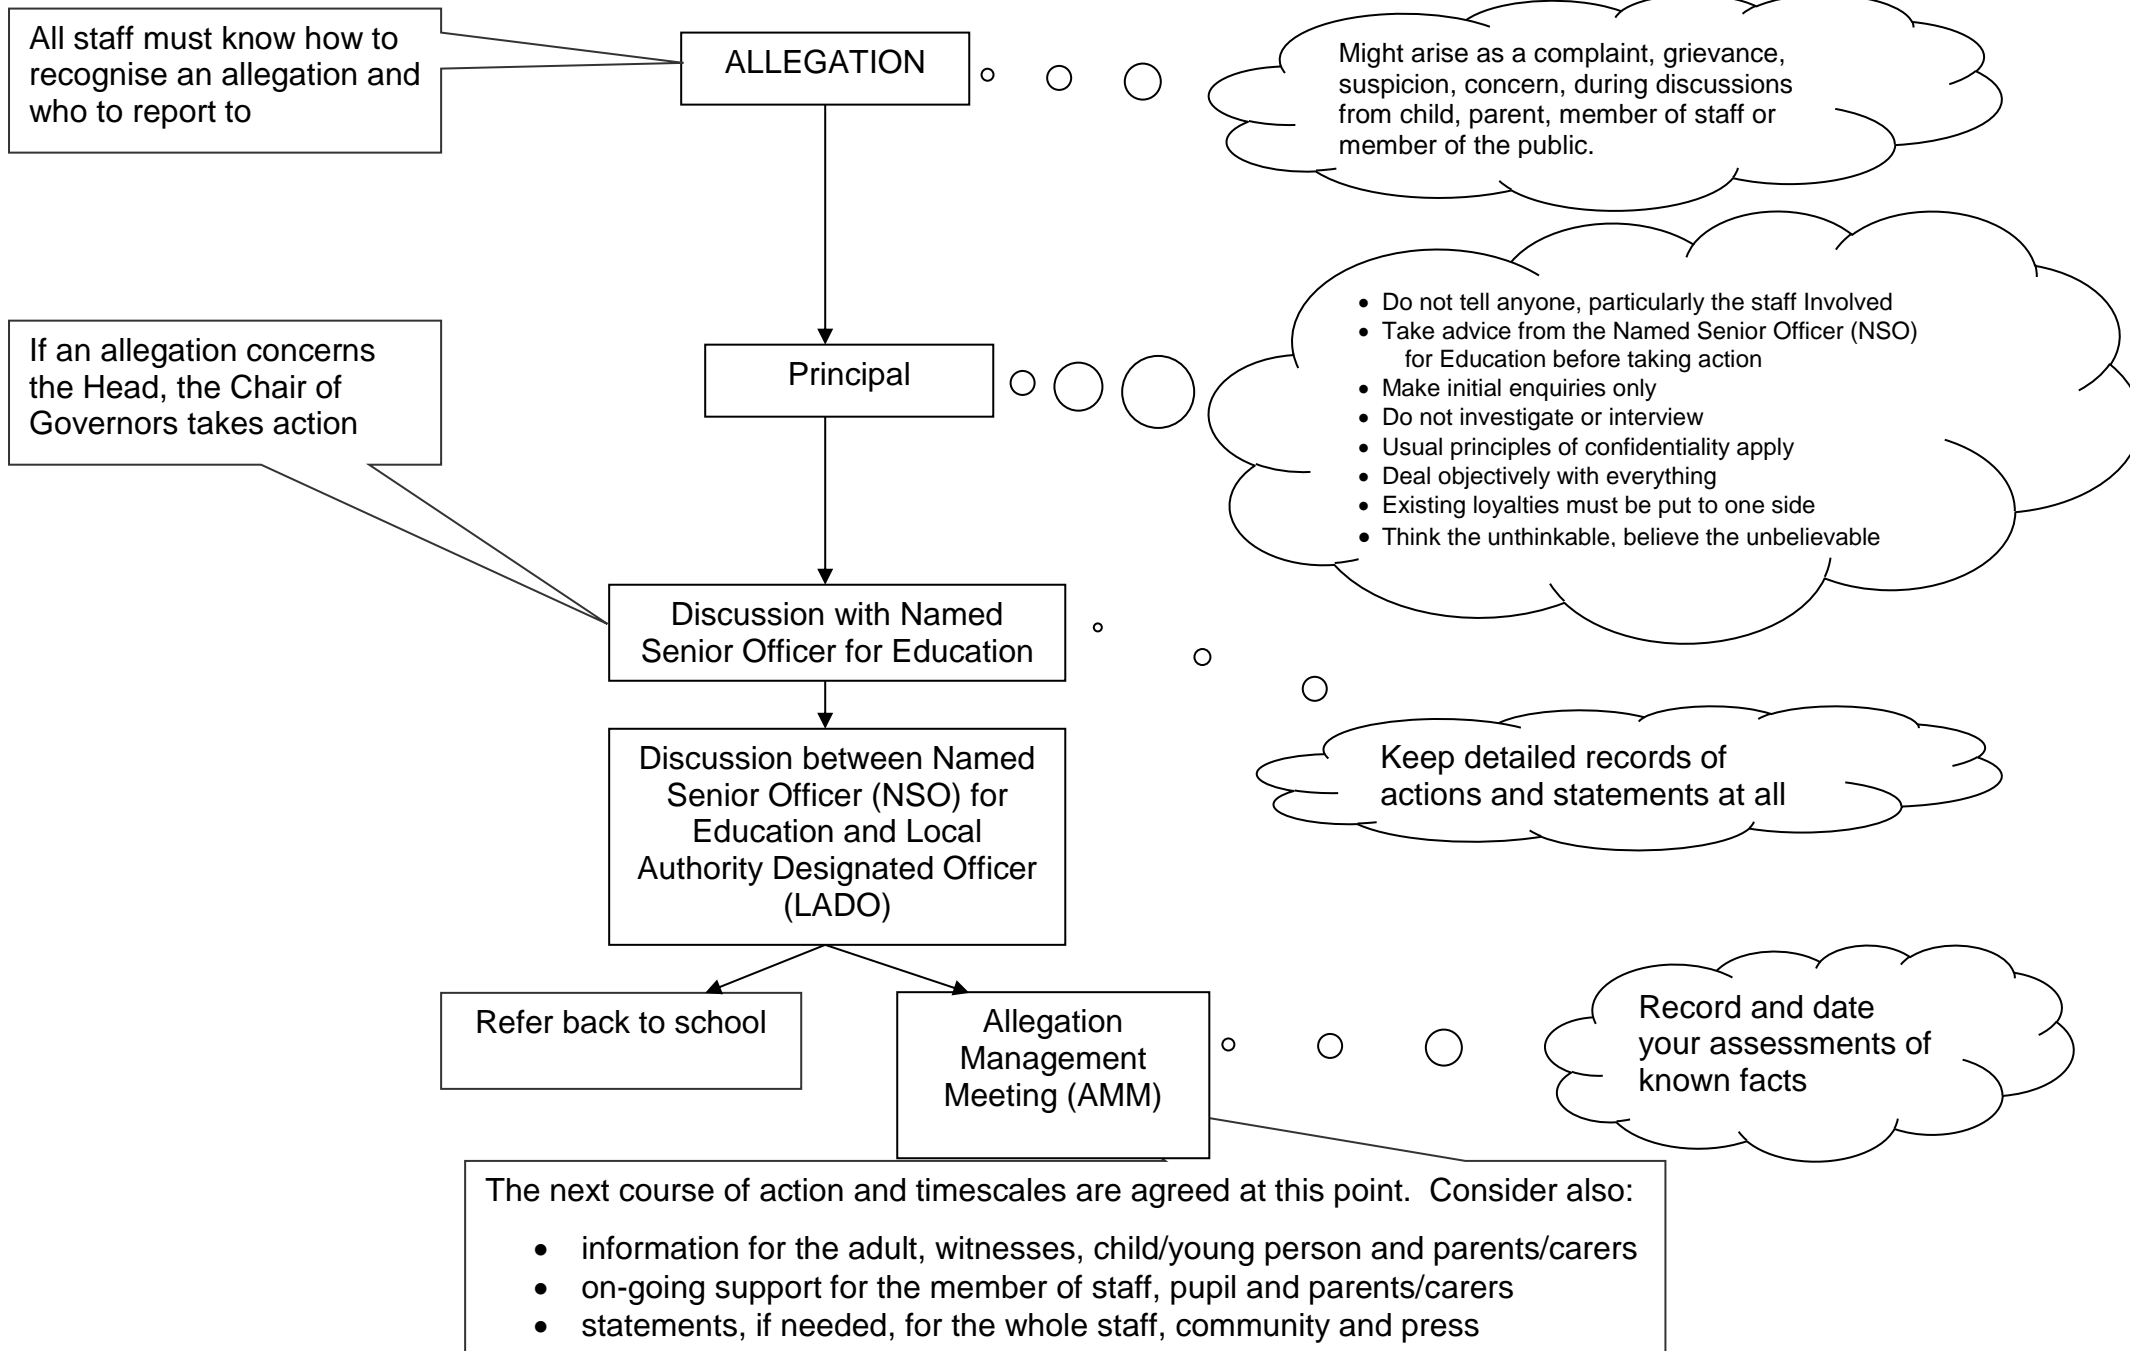 All staff must know how to
recognise an allegation and
who to report to
ALLEGATION
Might arise as a complaint, grievance,
suspicion, concern, during discussions
from child, parent, member of staff or
member of the public.
If an allegation concerns
the Head, the Chair of
Governors takes action
Principal
• Do not tell anyone, particularly the staff Involved
• Take advice from the Named Senior Officer (NSO)
for Education before taking action
• Make initial enquiries only
• Do not investigate or interview
• Usual principles of confidentiality apply
• Deal objectively with everything
• Existing loyalties must be put to one side
• Think the unthinkable, believe the unbelievable
Discussion with Named
Senior Officer for Education
Discussion between Named
Senior Officer (NSO) for
Education and Local
Authority Designated Officer
(LADO)
Keep detailed records of
actions and statements at all
Refer back to school
Allegation
Management
Meeting (AMM)
Record and date
your assessments of
known facts
The next course of action and timescales are agreed at this point. Consider also:
• information for the adult, witnesses, child/young person and parents/carers
• on-going support for the member of staff, pupil and parents/carers
• statements, if needed, for the whole staff, community and press